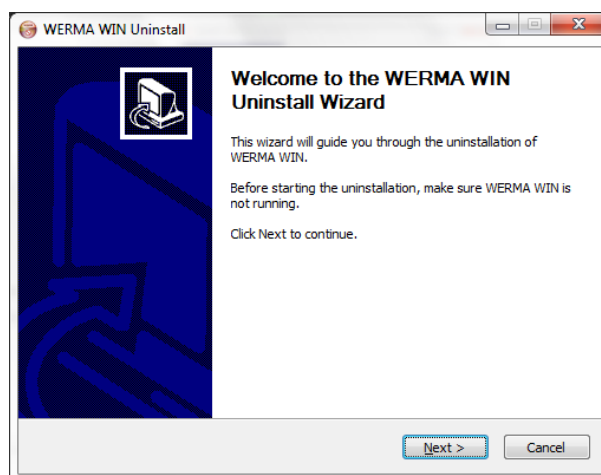 WERMA WIN Uninstall
Welcome to the WERMA WIN
Uninstall Wizard
This wizard will guide you through the uninstallation of
WERMA WIN.
Before starting the uninstallation, make sure WERMA WIN is
not running.
Click Next to continue.
Next >
Cancel